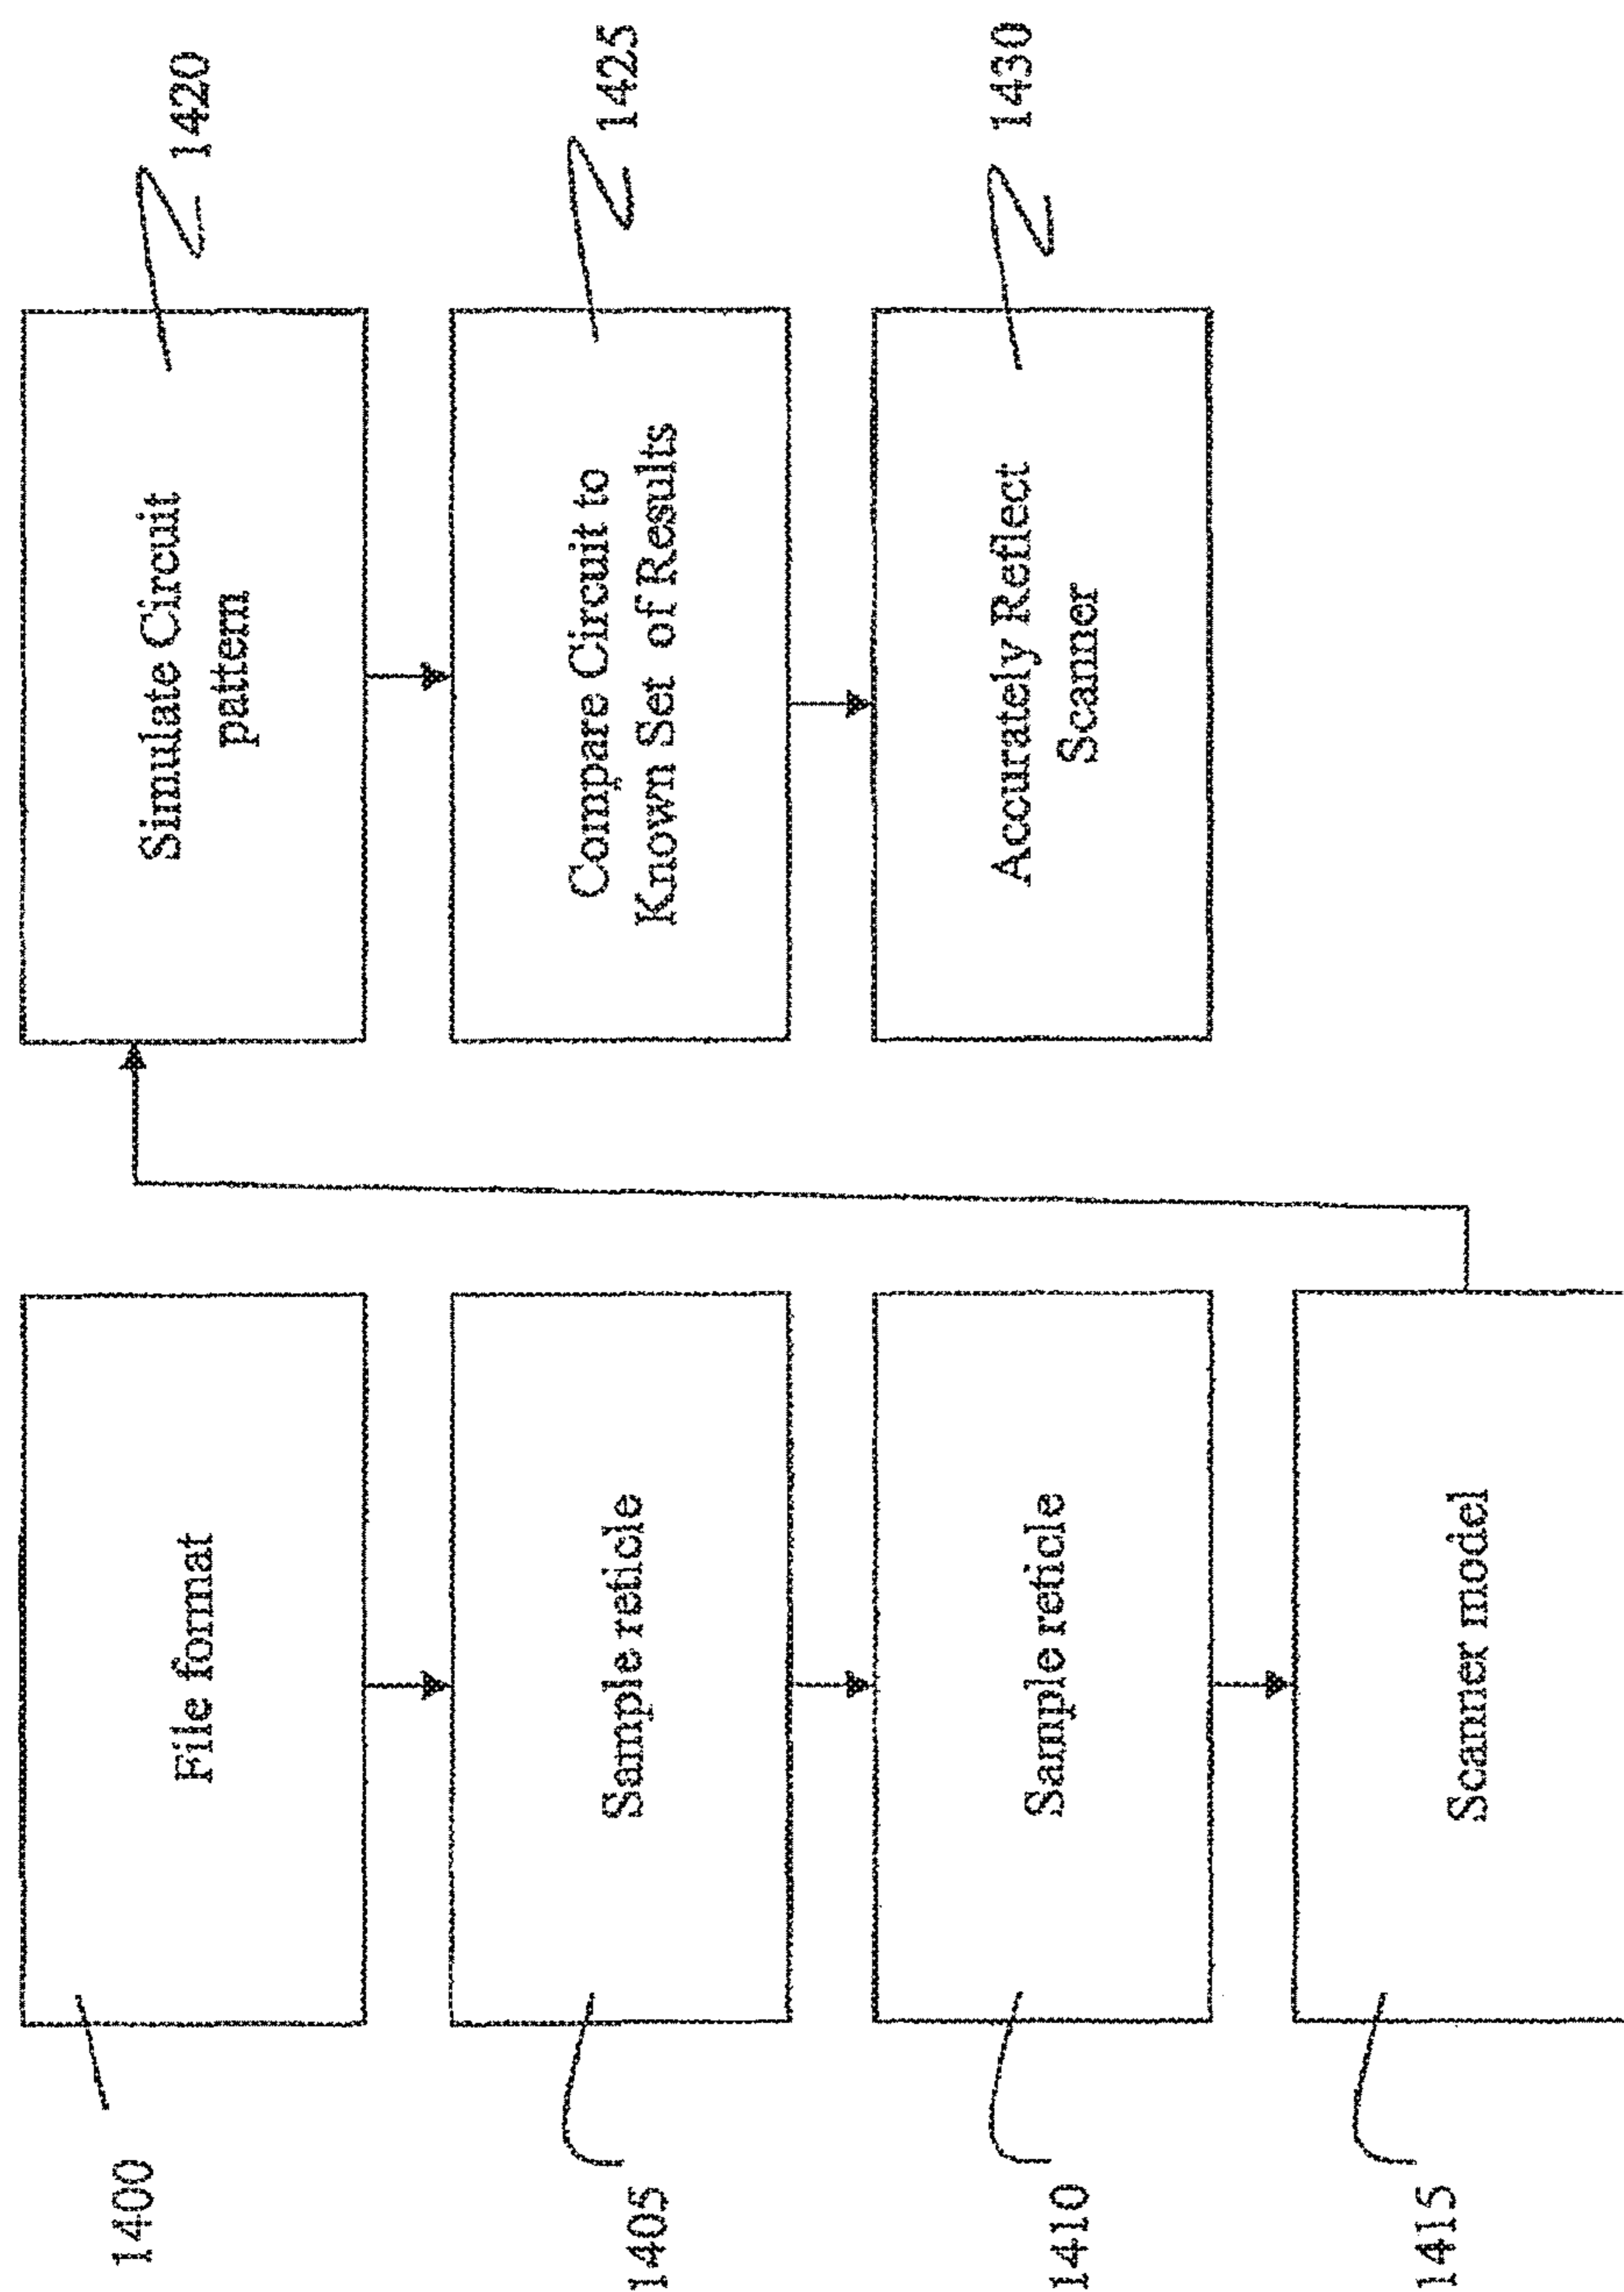 1400
File format
1405
Sample reticle
1410
Sample reticle
1415
Scanner model
Simulate Circuit
pattern
1420
Compare Circuit to
Known Set of Results
1425
Accurately Reflect
Scanner
1430